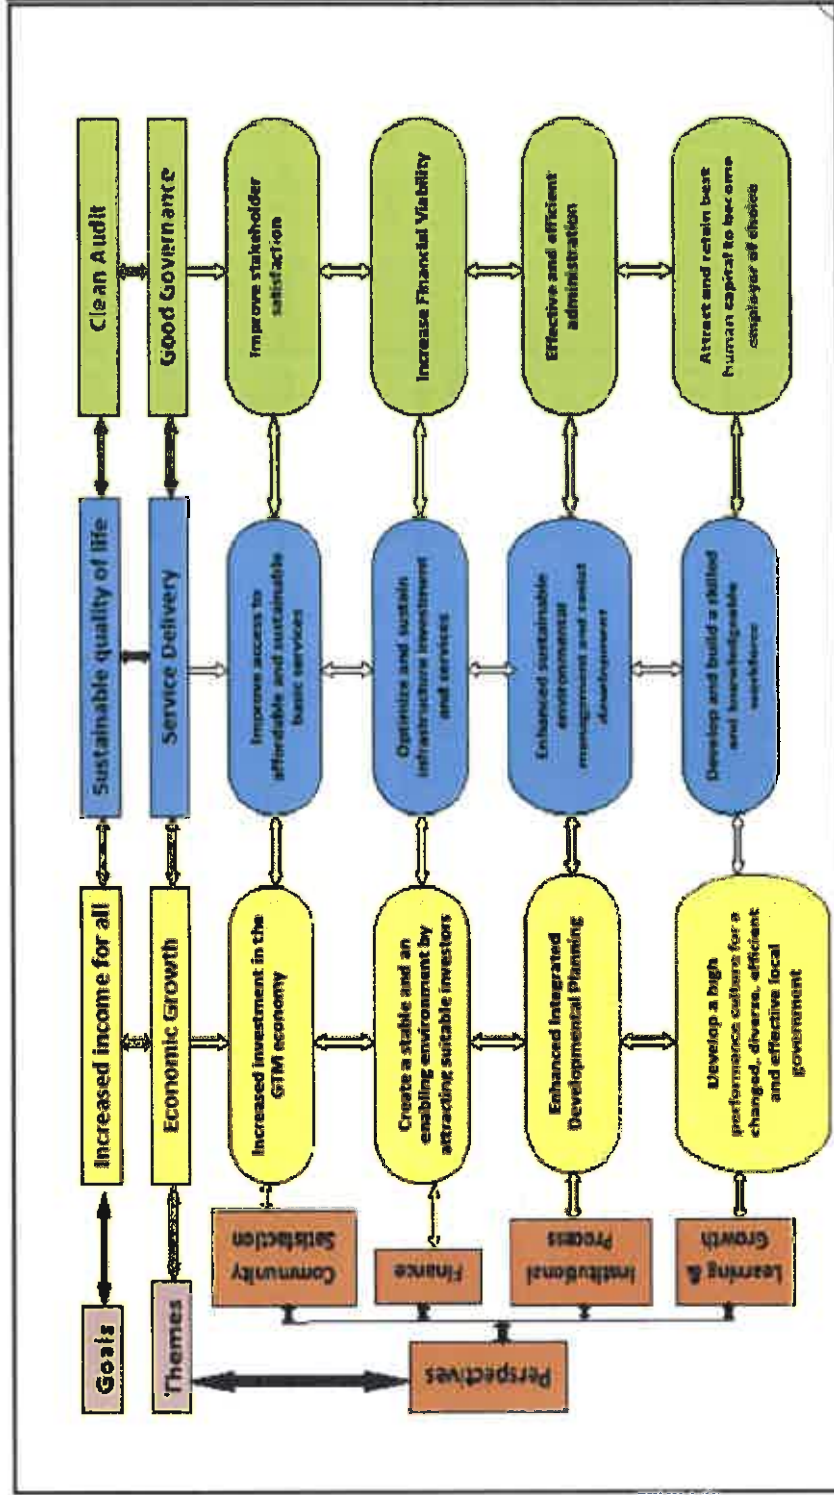 Goals
Increased income for all
Sustainable quality of life
Clean Audit
Themes
Economic Growth
Service Delivery
Good Governance
Perspectives
Community
Satisfaction
Increased investment in the
GTM economy
Improve access to
affordable and sustainable
basic services
Improve stakeholder
satisfaction
Finance
Create a stable and an
enabling environment by
attracting suitable investors
Optimize and sustain
infrastructure investment
and services
Increase Financial Viability
Institutional
Process
Enhanced Integrated
Developmental Planning
Enhanced sustainable
environmental
management and social
development
Effective and efficient
administration
Learning &
Growth
Develop a high
performance culture for a
changed, diverse, efficient
and effective local
government
Develop and build a skilled
and knowledgeable
workforce
Attract and retain best
human capital to become
employer of choice